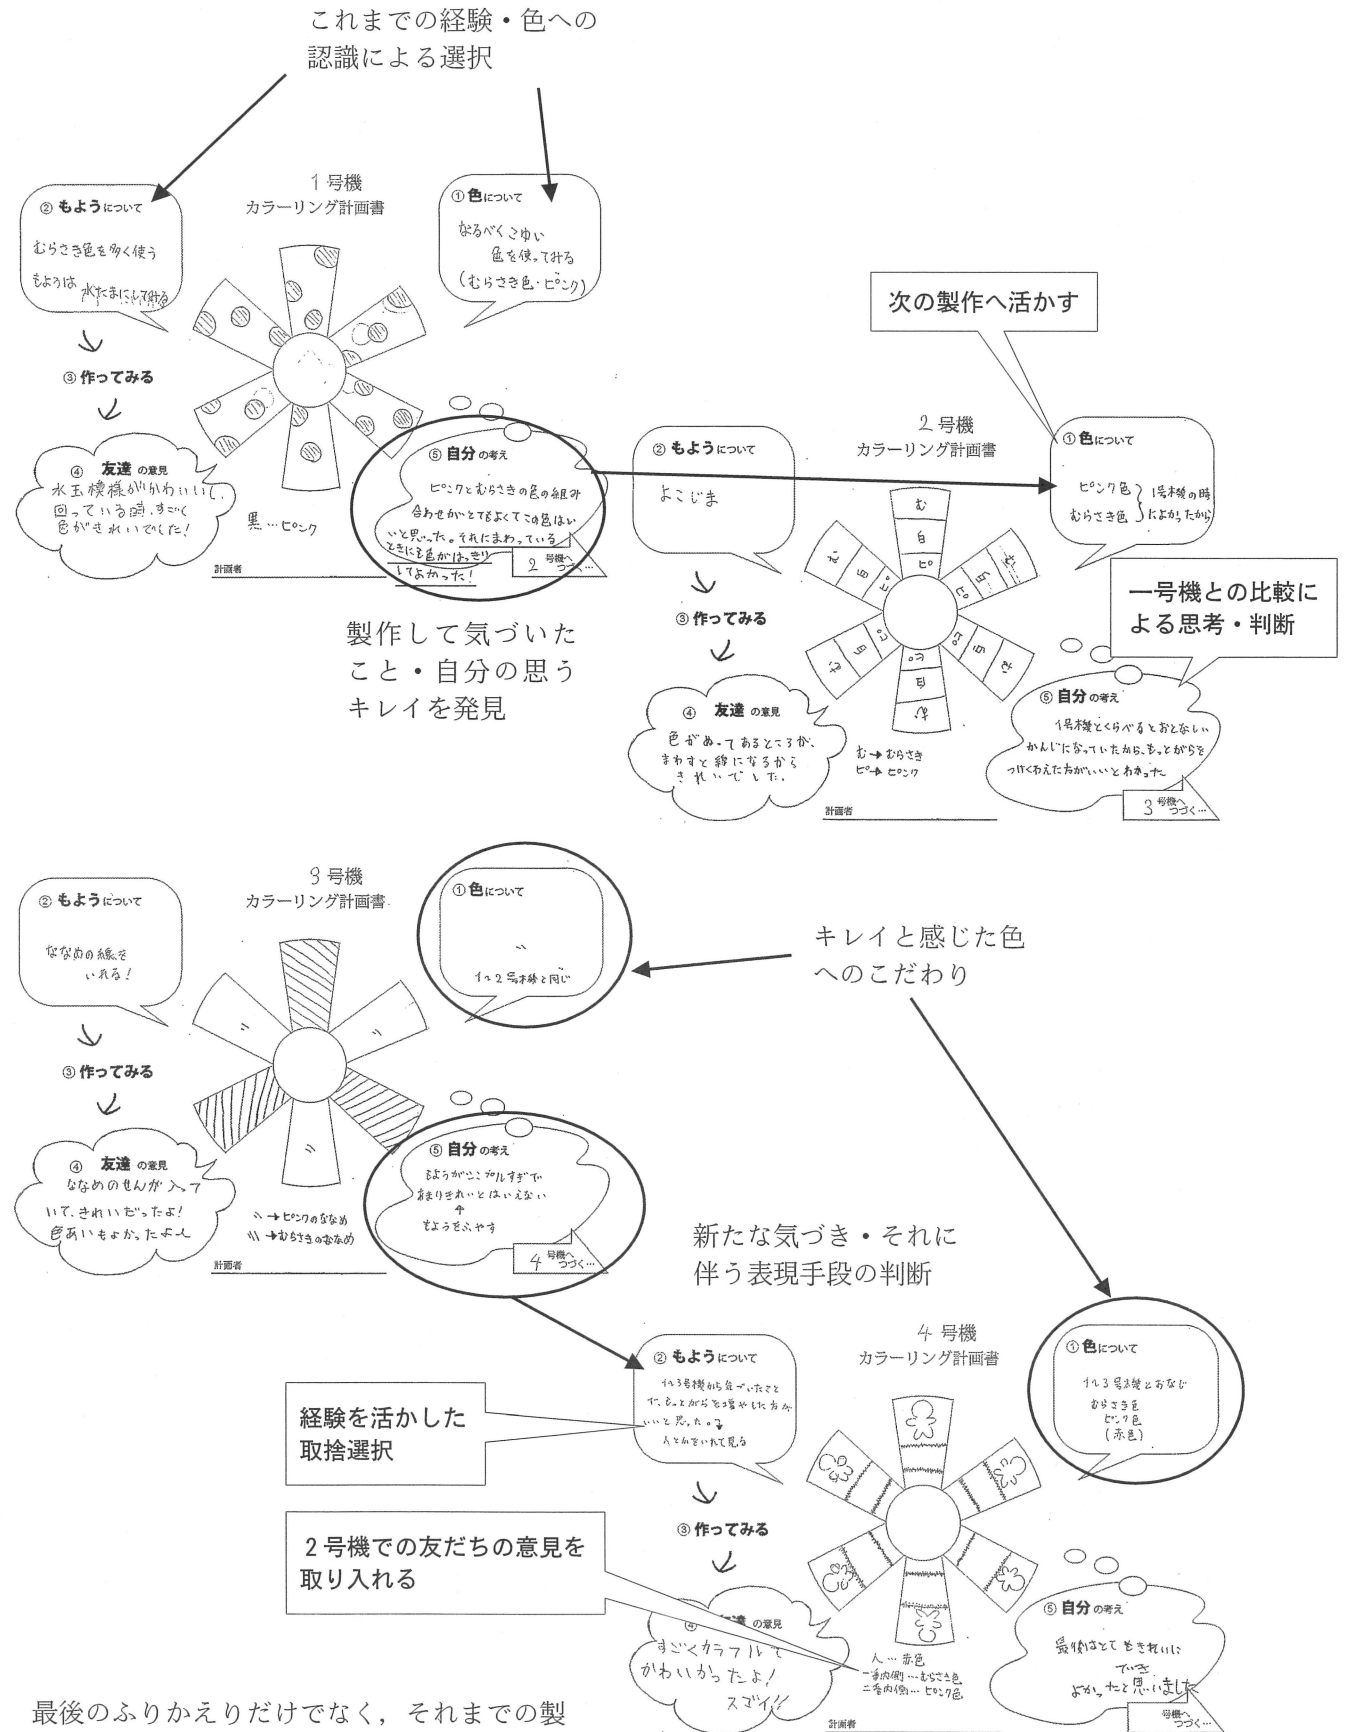 これまでの経験・色への
認識による選択
1号機
カラーリング計画書
② もようについて
むらさき色を多く使う
もようは 水たまにしてみる
① 色について
なるべくこゆい
色を使ってみる
(むらさき色・ピンク)
③ 作ってみる
④ 友達 の意見
水玉模様がかわいいし、
回っている時、すごく
色がきれいでした!
黒…ピンク
計画者
⑤ 自分の考え
ピンクとむらさきの色の組み
合わせがとてもよくてこの色はい
いと思った。それにまわっている
ときにも色がはっきり
してよかった!
2 号機へ
つづく…
製作して気づいた
こと・自分の思う
キレイを発見
次の製作へ活かす
2号機
カラーリング計画書
② もようについて
よこじま
① 色について
ピンク色
むらさき色
1号機の時
によかったから
む
白
ピ
③ 作ってみる
一号機との比較に
よる思考・判断
④ 友達 の意見
色がぬってあるところが、
まわすと線になるから
きれいでした。
む→むらさき
ピ→ピンク
計画者
⑤ 自分の考え
1号機とくらべるとおとなしい
かんじになっていたから、もっとがらを
つけくわえた方がいいとわかった
3 号機へ
つづく…
3号機
カラーリング計画書
② もようについて
ななめの線を
いれる!
① 色について
1〜2号機と同じ
③ 作ってみる
キレイと感じた色
へのこだわり
④ 友達 の意見
ななめのせんが入って
いて、きれいだったよ!
色あいもよかったよ〜
→ピンクのななめ
→むらさきのななめ
計画者
⑤ 自分の考え
もようがシンプルすぎて
あまりきれいとはいえない
もようをふやす
4 号機へ
つづく…
新たな気づき・それに
伴う表現手段の判断
4号機
カラーリング計画書
② もようについて
1〜3号機から気づいたこと
で、もっとがらを増やした方が
いいと思った。
人とかをいれて見る
① 色について
1〜3号機とおなじ
むらさき色
ピンク色
(赤色)
経験を活かした
取捨選択
③ 作ってみる
2号機での友だちの意見を
取り入れる
の意見
すごくカラフルで
かわいかったよ!
スゴイ!!
人…赤色
一番内側…むらさき色
二番内側…ピンク色
計画者
⑤ 自分の考え
最後はとてもきれいに
でき
よかったと思いました
号機へ
つづく…
最後のふりかえりだけでなく,それまでの製